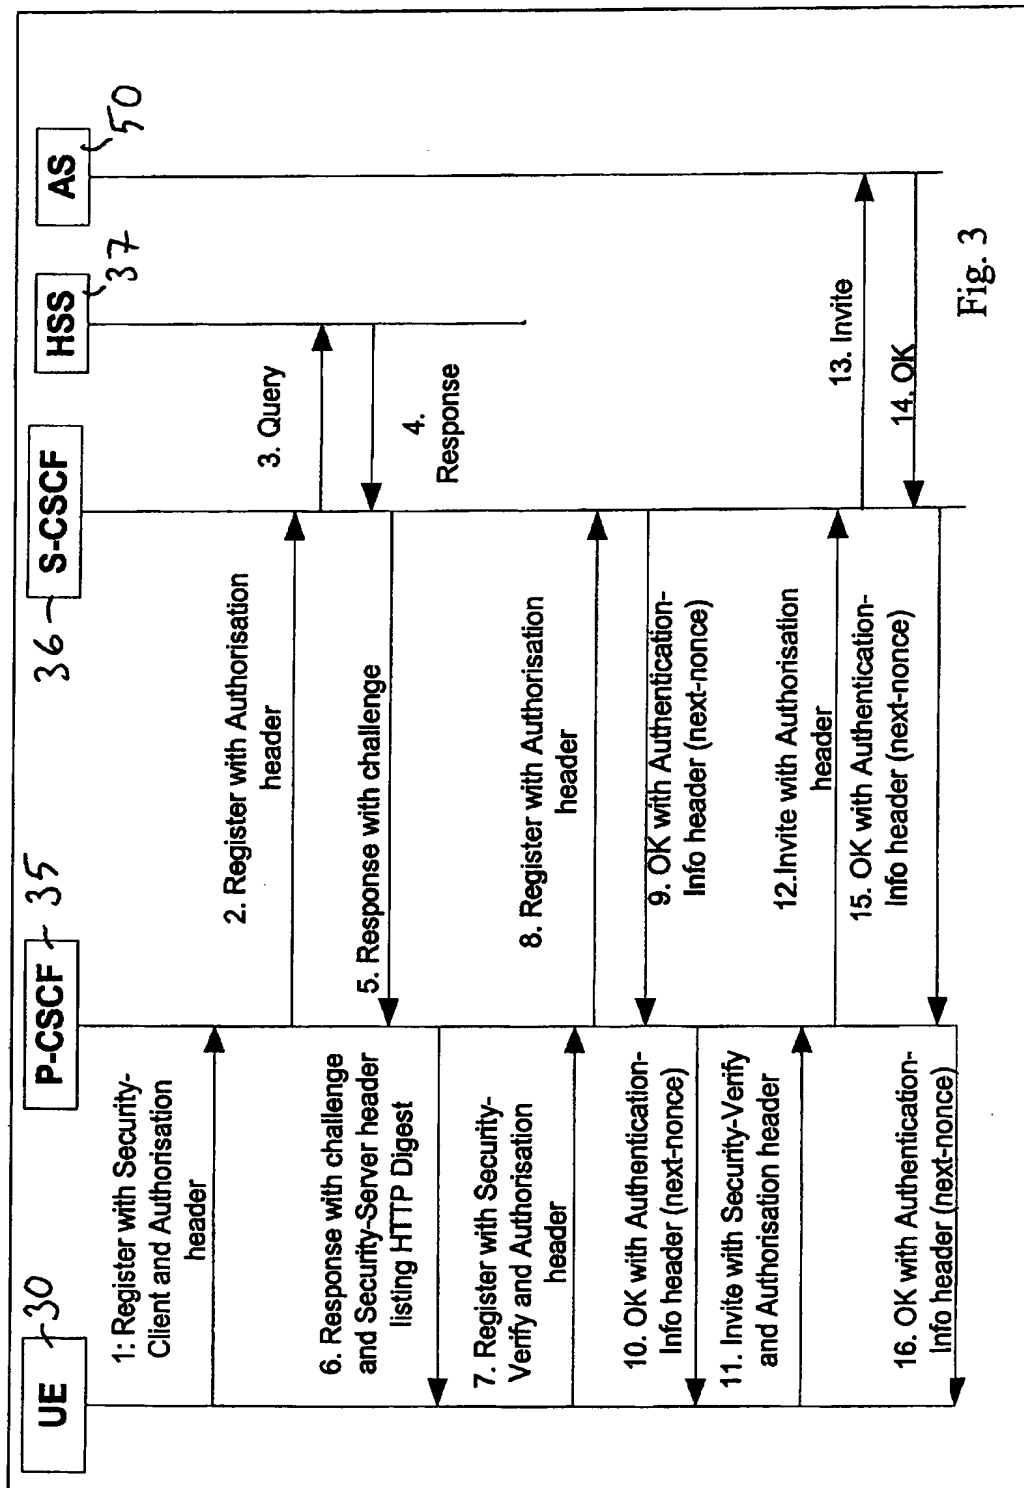 UE
30
P-CSCF
35
36
S-CSCF
HSS
37
AS
50
1: Register with Security-
Client and Authorisation
header
2. Register with Authorisation
header
3. Query
4.
Response
5. Response with challenge
6. Response with challenge
and Security-Server header
listing HTTP Digest
7. Register with Security-
Verify and Authorisation
header
8. Register with Authorisation
header
9. OK with Authentication-
Info header (next-nonce)
10. OK with Authentication-
Info header (next-nonce)
11. Invite with Security-Verify
and Authorisation header
12.Invite with Authorisation
header
13. Invite
14. OK
15. OK with Authentication-
Info header (next-nonce)
16. OK with Authentication-
Info header (next-nonce)
Fig. 3